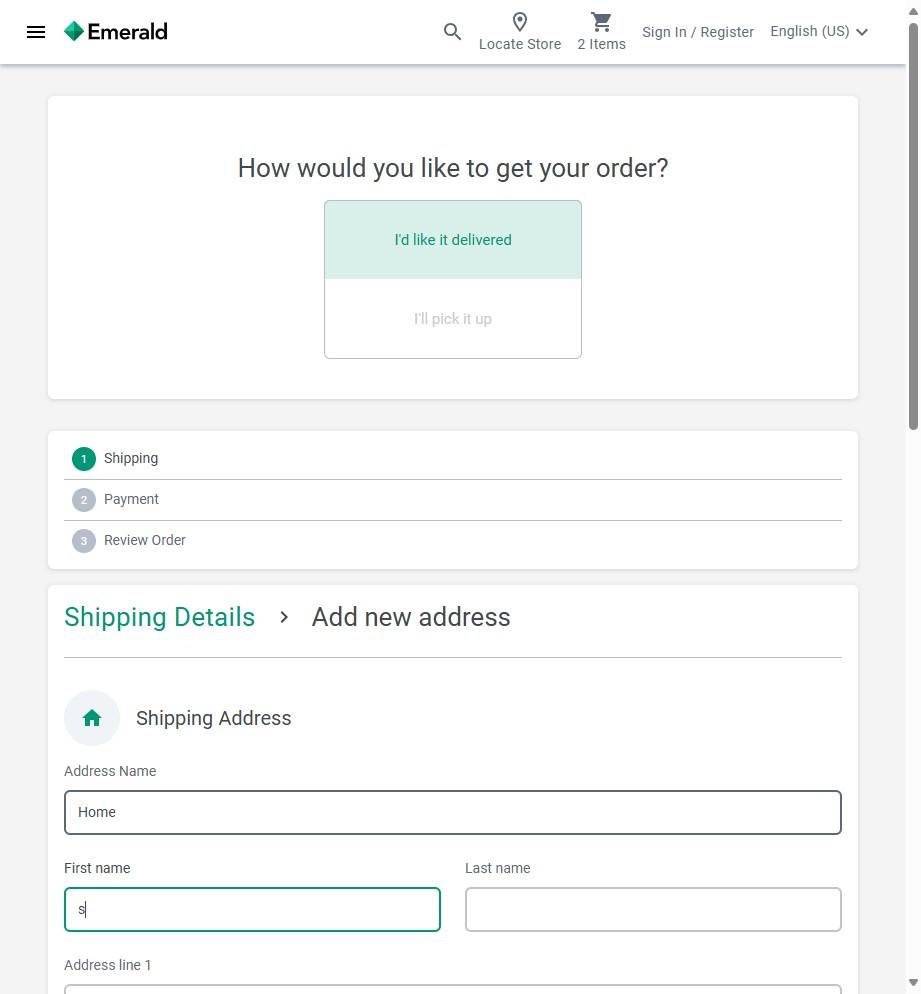 Emerald
Locate Store
2 Items
Sign In / Register
English (US)
How would you like to get your order?
I'd like it delivered
I'll pick it up
1 Shipping
2 Payment
3 Review Order
Shipping Details > Add new address
Shipping Address
Address Name
Home
First name
Last name
s
Address line 1